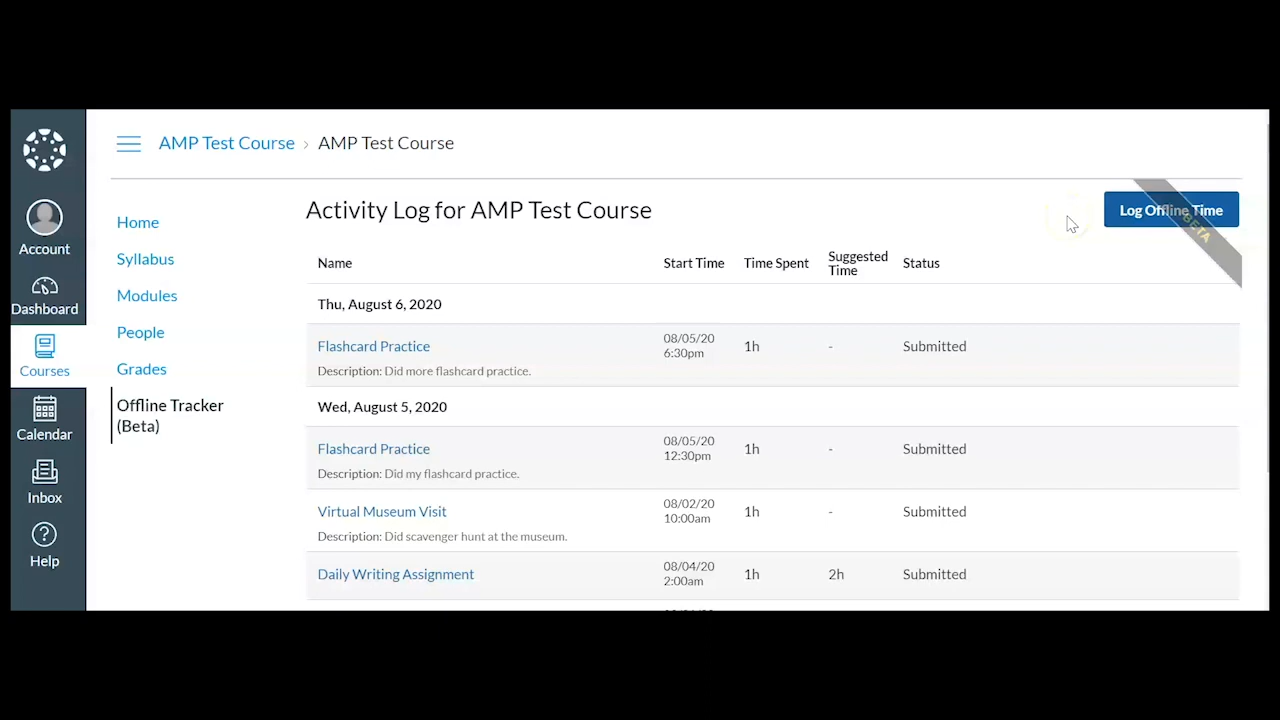 AMP Test Course › AMP Test Course
Account
Dashboard
Courses
Calendar
Inbox
Help
Home
Syllabus
Modules
People
Grades
Offline Tracker
(Beta)
Activity Log for AMP Test Course
Log Offline Time
BETA
Name Start Time Time Spent Suggested Time Status
Thu, August 6, 2020
Flashcard Practice 08/05/20 6:30pm 1h - Submitted
Description: Did more flashcard practice.
Wed, August 5, 2020
Flashcard Practice 08/05/20 12:30pm 1h - Submitted
Description: Did my flashcard practice.
Virtual Museum Visit 08/02/20 10:00am 1h - Submitted
Description: Did scavenger hunt at the museum.
Daily Writing Assignment 08/04/20 2:00am 1h 2h Submitted